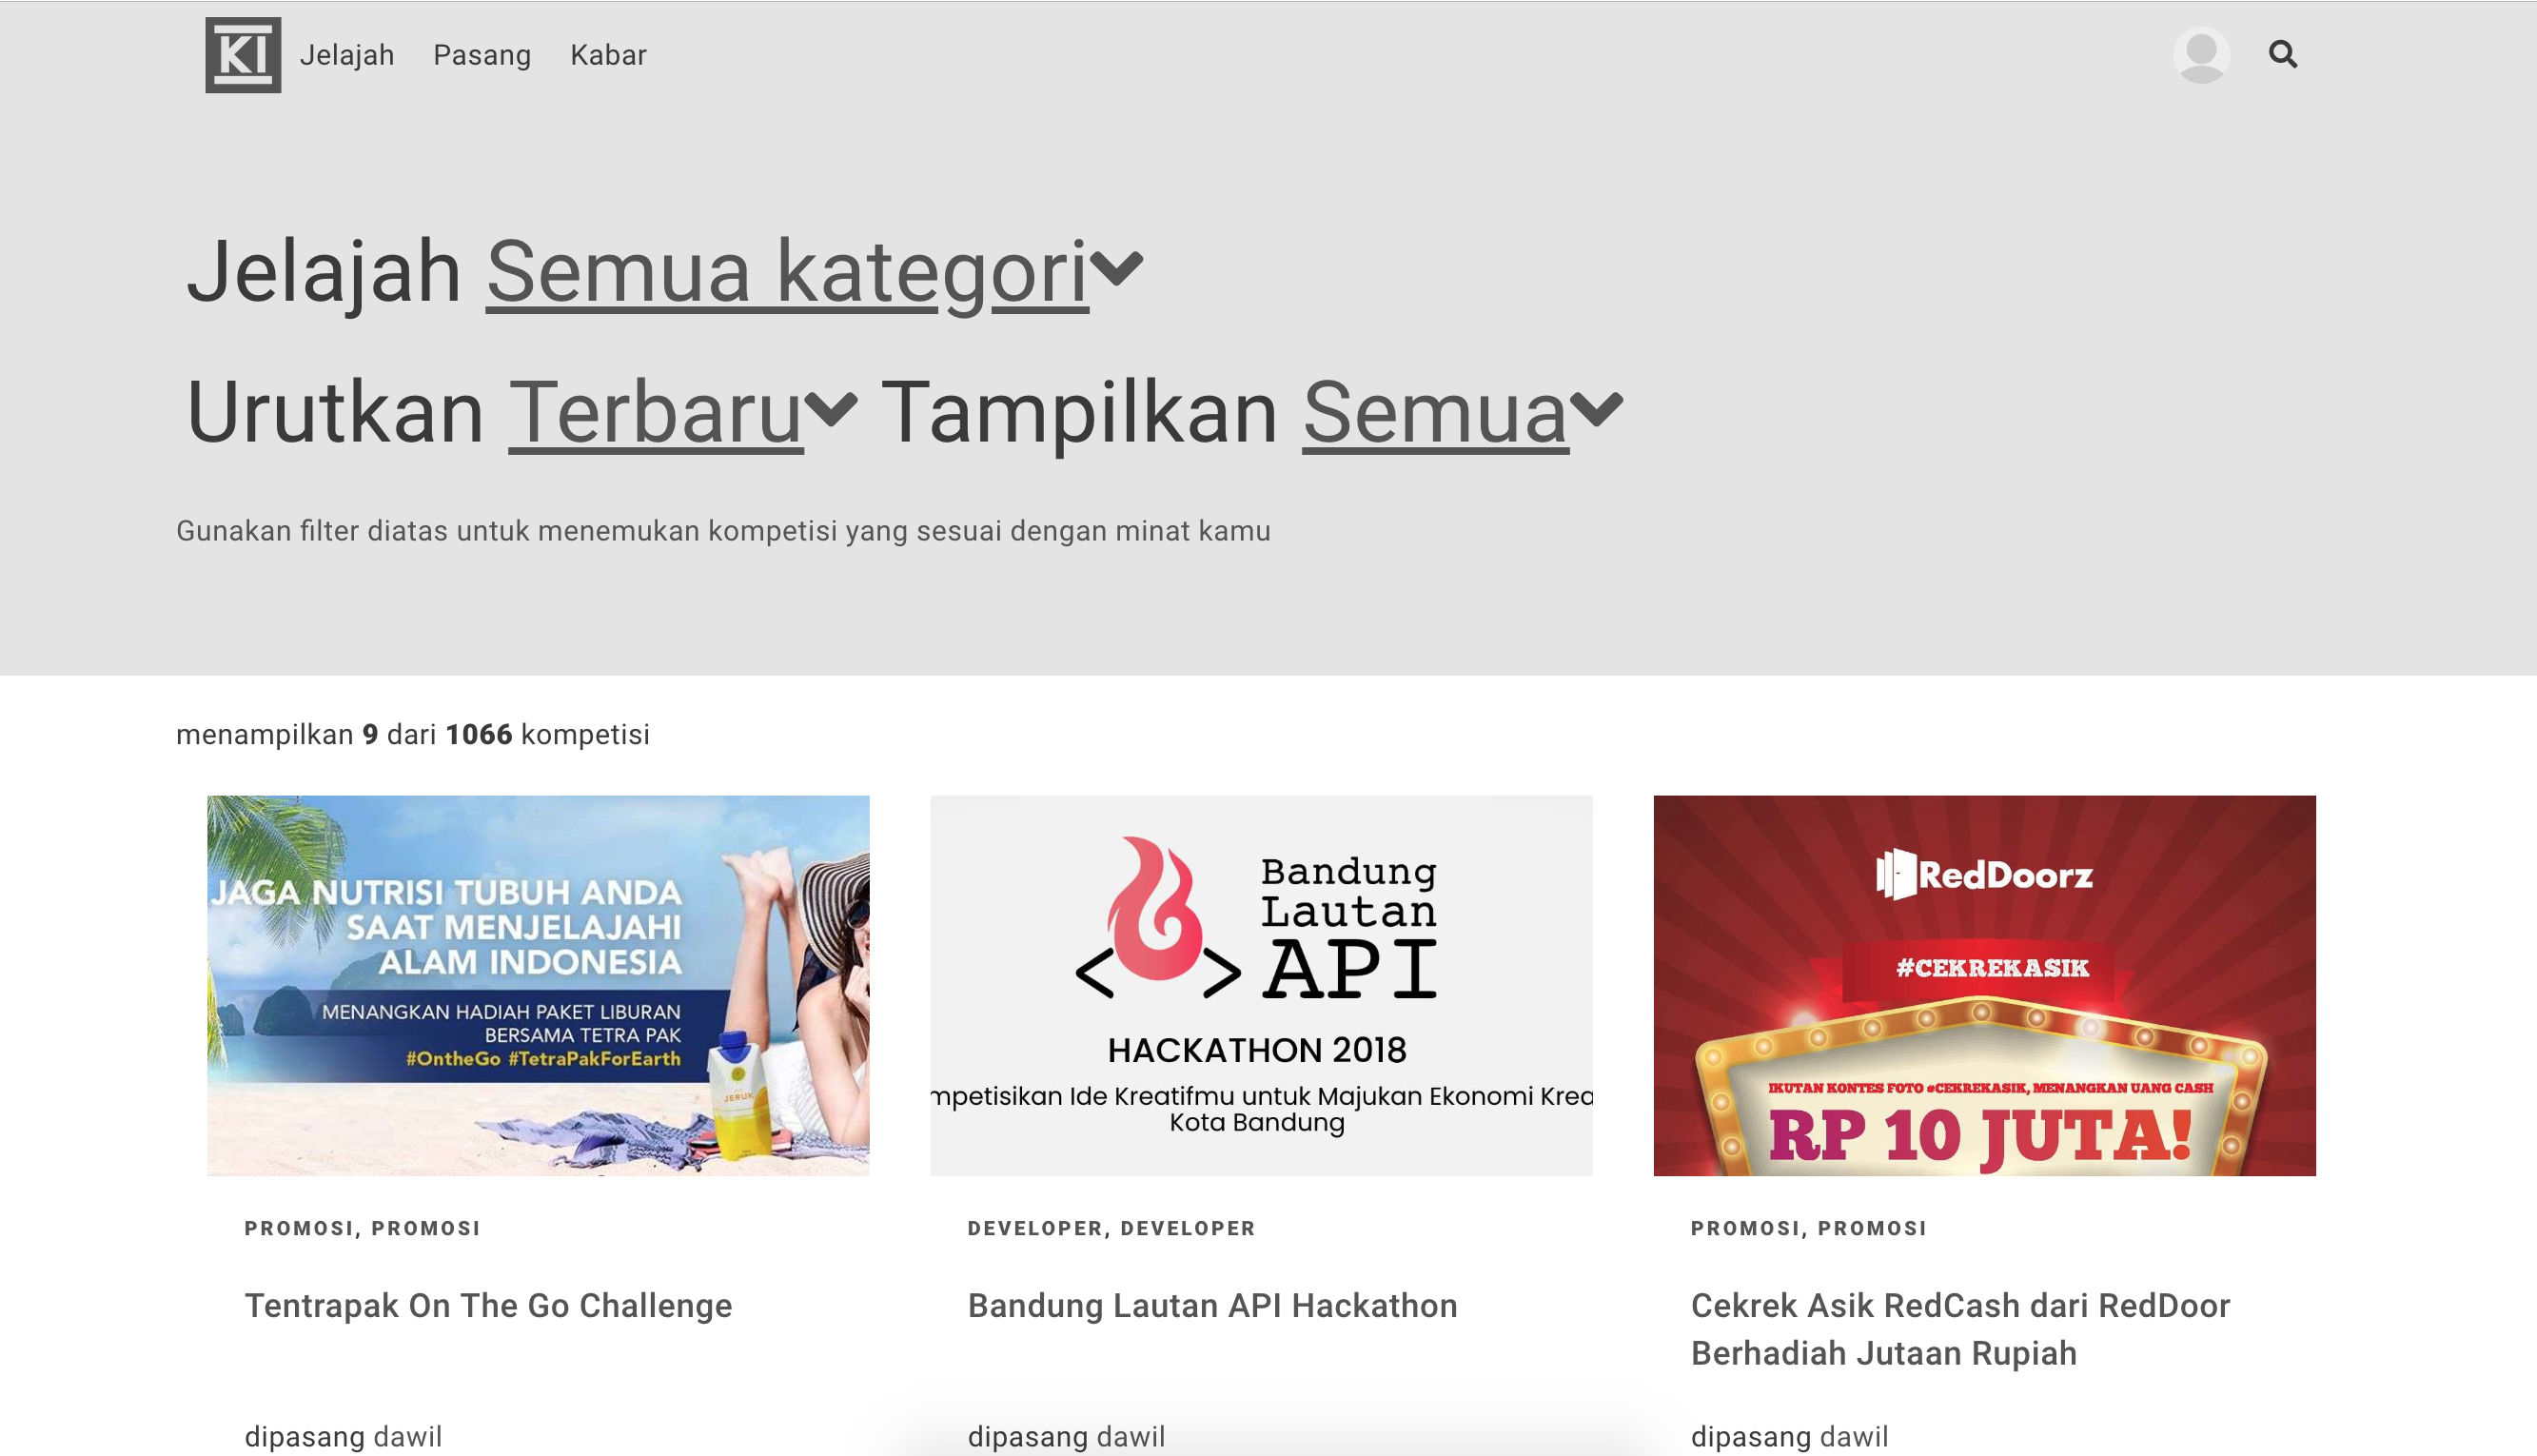 KI Jelajah Pasang Kabar
Jelajah Semua kategori
Urutkan Terbaru Tampilkan Semua
Gunakan filter diatas untuk menemukan kompetisi yang sesuai dengan minat kamu
menampilkan 9 dari 1066 kompetisi
JAGA NUTRISI TUBUH ANDA
SAAT MENJELAJAHI
ALAM INDONESIA
MENANGKAN HADIAH PAKET LIBURAN
BERSAMA TETRA PAK
#OntheGo #TetraPakForEarth
JERUK
PROMOSI, PROMOSI
Tentrapak On The Go Challenge
dipasang dawil
Bandung
Lautan
< > API
HACKATHON 2018
mpetisikan Ide Kreatifmu untuk Majukan Ekonomi Krea
Kota Bandung
DEVELOPER, DEVELOPER
Bandung Lautan API Hackathon
dipasang dawil
RedDoorz
#CEKREKASIK
IKUTAN KONTES FOTO #CEKREKASIK, MENANGKAN UANG CASH
RP 10 JUTA!
PROMOSI, PROMOSI
Cekrek Asik RedCash dari RedDoor
Berhadiah Jutaan Rupiah
dipasang dawil